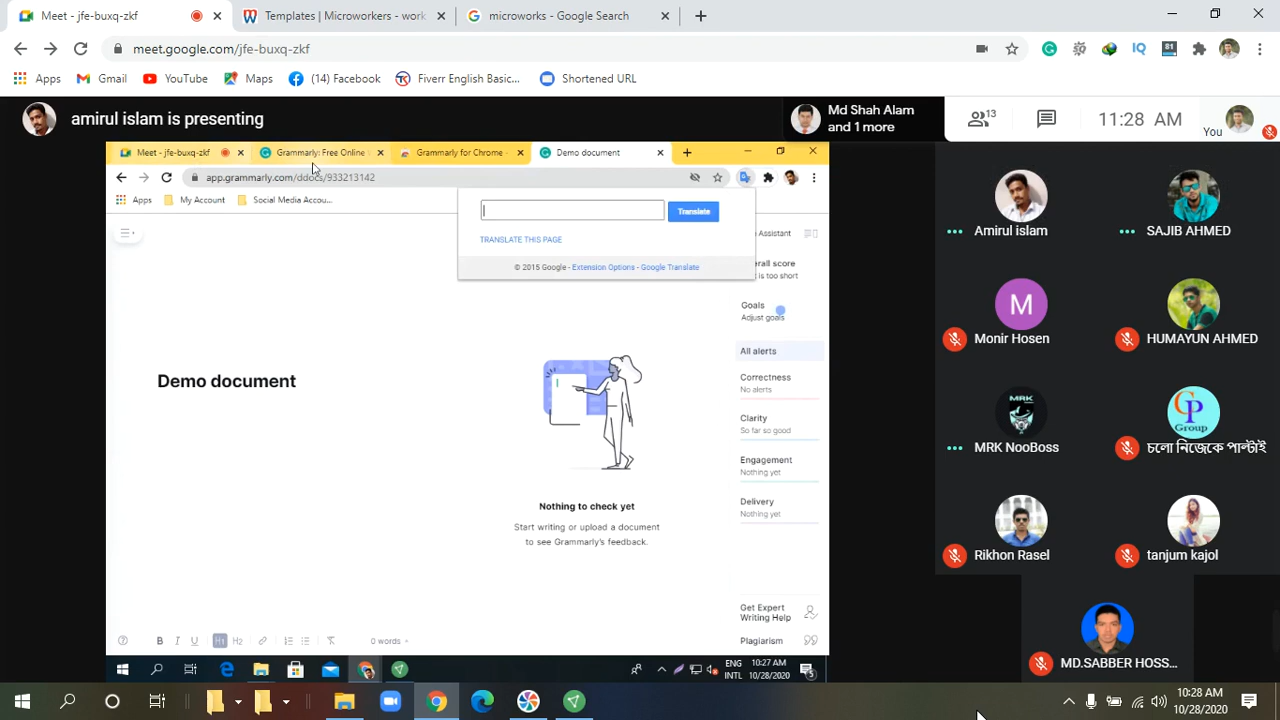 Meet - jfe-buxq-zkf
Templates | Microworkers - work
microworks - Google Search
meet.google.com/jfe-buxq-zkf
81
Apps
Gmail
YouTube
Maps
(14) Facebook
Fiverr English Basic...
Shortened URL
amirul islam is presenting
Md Shah Alam
and 1 more
13
11:28 AM
You
Meet - jfe-buxq-zkf
Grammarly: Free Online
Grammarly for Chrome -
Demo document
app.grammarly.com/ddocs/933213142
Apps
My Account
Social Media Accou...
Translate
TRANSLATE THIS PAGE
© 2015 Google - Extension Options - Google Translate
Assistant
erall score
is too short
Goals
Adjust goals
All alerts
Correctness
No alerts
Clarity
So far so good
Engagement
Nothing yet
Delivery
Nothing yet
Demo document
Nothing to check yet
Start writing or upload a document
to see Grammarly's feedback.
Get Expert
Writing Help
Plagiarism
B I U H1 H2
0 words
ENG
INTL
10:27 AM
10/28/2020
5
Amirul islam
SAJIB AHMED
M
Monir Hosen
HUMAYUN AHMED
MRK
MRK NooBoss
CP
Group
চলো নিজেকে পাল্টাই
Rikhon Rasel
tanjum kajol
MD.SABBER HOSS...
10:28 AM
10/28/2020